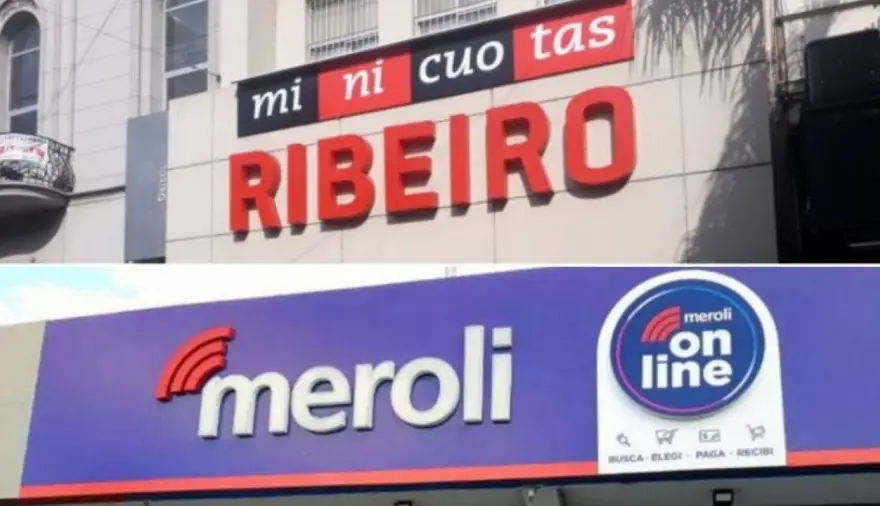 mi ni cuo tas
RIBEIRO
meroli
meroli
on
line
BUSCA - ELEGI - PAGA - RECIBI